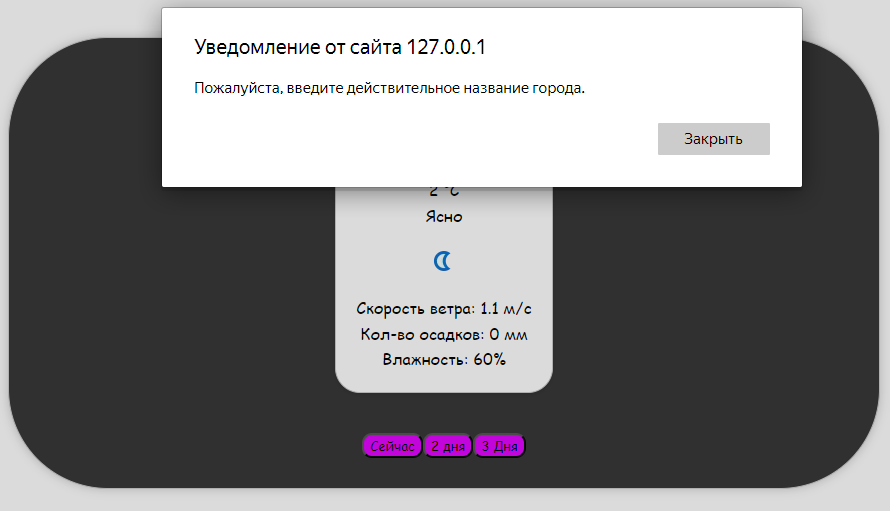 Уведомление от сайта 127.0.0.1
Пожалуйста, введите действительное название города.
Закрыть
2 °C
Ясно
Скорость ветра: 1.1 м/с
Кол-во осадков: 0 мм
Влажность: 60%
Сейчас 2 дня 3 Дня